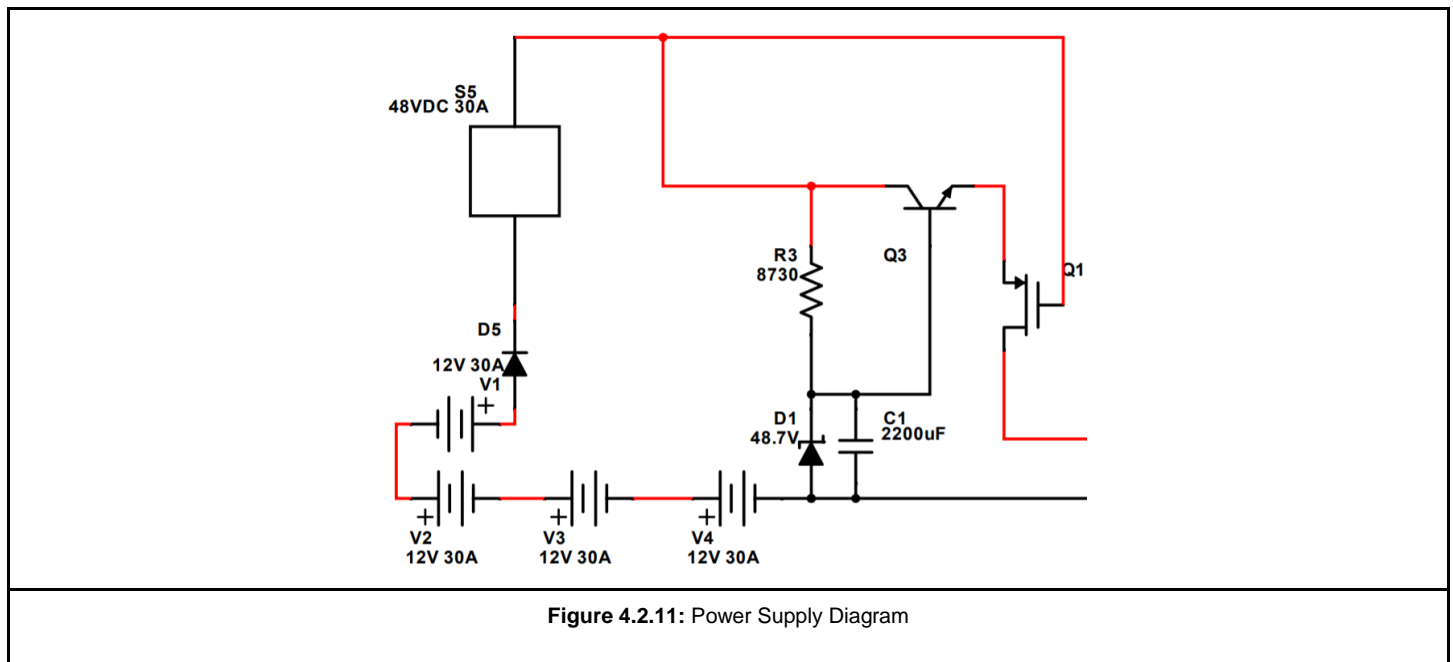 S5
48VDC 30A
R3
8730
Q3
Q1
D5
12V 30A
V1
+
D1
48.7V
C1
2200uF
+
V2
12V 30A
+
V3
12V 30A
+
V4
12V 30A
Figure 4.2.11: Power Supply Diagram